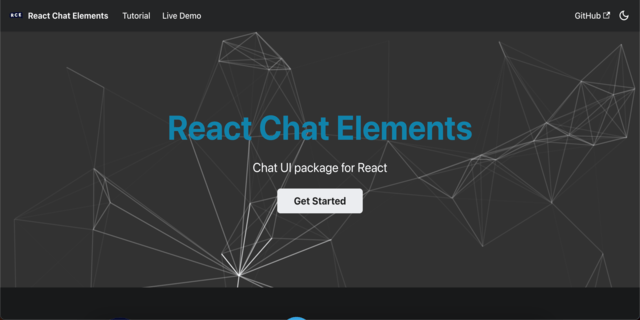 RCE React Chat Elements Tutorial Live Demo GitHub
React Chat Elements
Chat UI package for React
Get Started